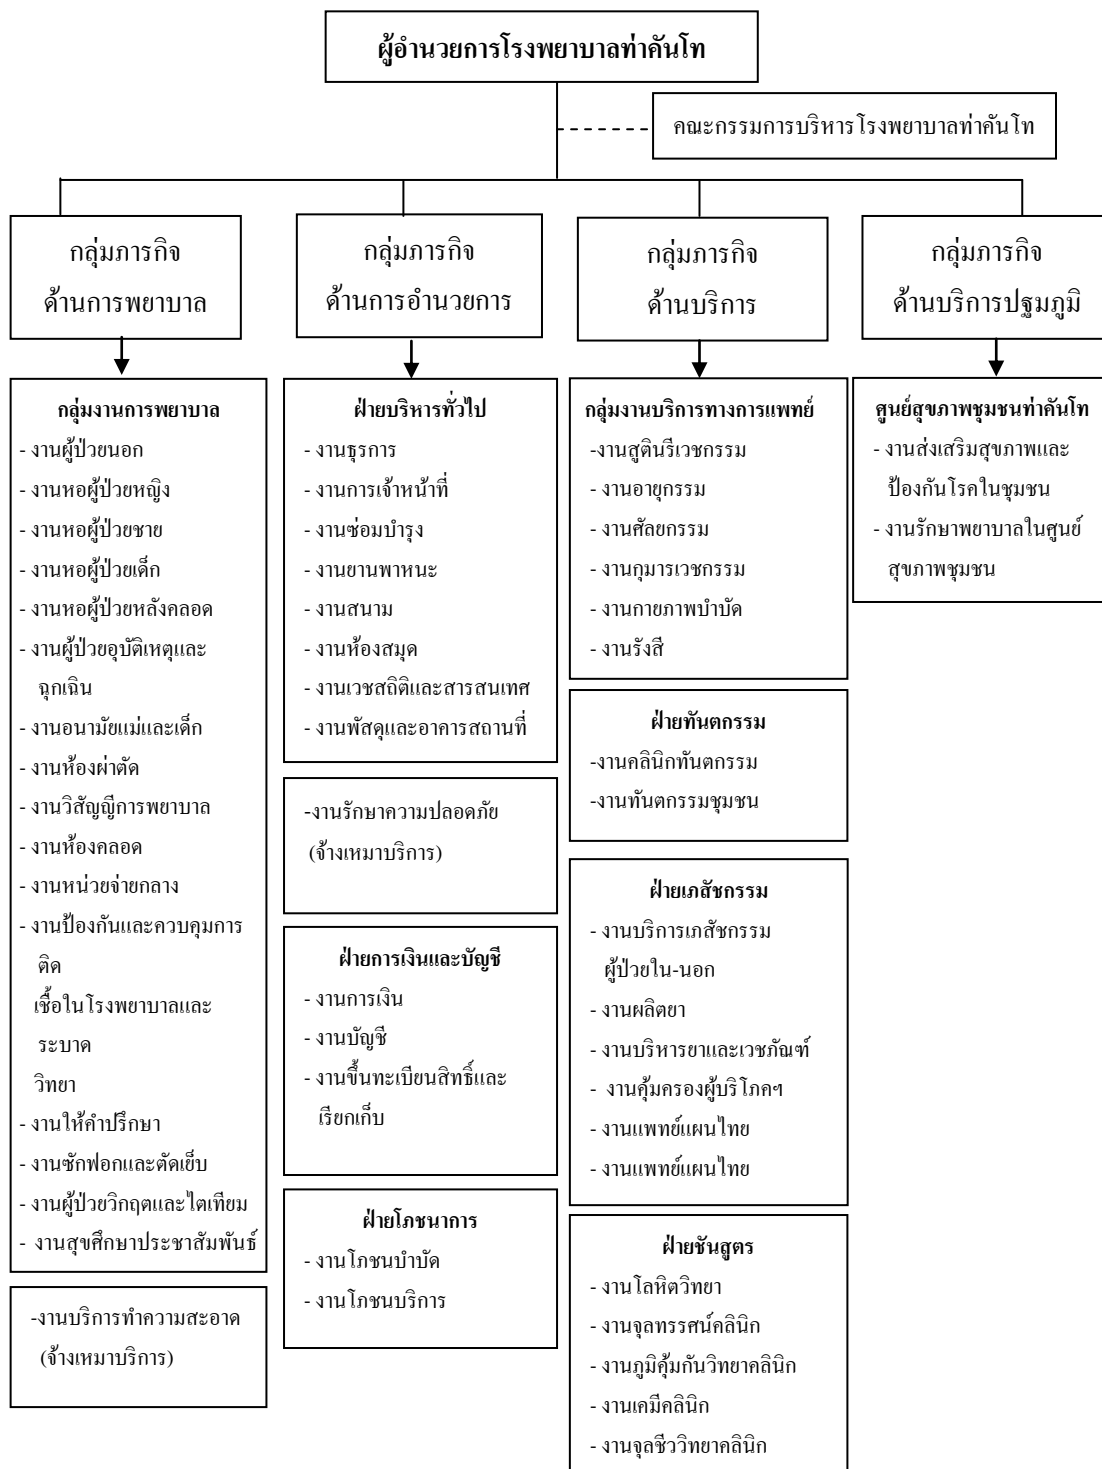 ผู้อำนวยการโรงพยาบาลท่าคันโท
คณะกรรมการบริหารโรงพยาบาลท่าคันโท
กลุ่มภารกิจ
ด้านการพยาบาล
กลุ่มภารกิจ
ด้านการอำนวยการ
กลุ่มภารกิจ
ด้านบริการ
กลุ่มภารกิจ
ด้านบริการปฐมภูมิ
กลุ่มงานการพยาบาล
- งานผู้ป่วยนอก
- งานหอผู้ป่วยหญิง
- งานหอผู้ป่วยชาย
- งานหอผู้ป่วยเด็ก
- งานหอผู้ป่วยหลังคลอด
- งานผู้ป่วยอุบัติเหตุและ
ฉุกเฉิน
- งานอนามัยแม่และเด็ก
- งานห้องผ่าตัด
- งานวิสัญญีการพยาบาล
- งานห้องคลอด
- งานหน่วยจ่ายกลาง
- งานป้องกันและควบคุมการ
ติด
เชื้อในโรงพยาบาลและ
ระบาด
วิทยา
- งานให้คำปรึกษา
- งานซักฟอกและตัดเย็บ
- งานผู้ป่วยวิกฤตและไตเทียม
- งานสุขศึกษาประชาสัมพันธ์
-งานบริการทำความสะอาด
(จ้างเหมาบริการ)
ฝ่ายบริหารทั่วไป
- งานธุรการ
- งานการเจ้าหน้าที่
- งานซ่อมบำรุง
- งานยานพาหนะ
- งานสนาม
- งานห้องสมุด
- งานเวชสถิติและสารสนเทศ
- งานพัสดุและอาคารสถานที่
-งานรักษาความปลอดภัย
(จ้างเหมาบริการ)
ฝ่ายการเงินและบัญชี
- งานการเงิน
- งานบัญชี
- งานขึ้นทะเบียนสิทธิ์และ
เรียกเก็บ
ฝ่ายโภชนาการ
- งานโภชนบำบัด
- งานโภชนบริการ
กลุ่มงานบริการทางการแพทย์
-งานสูตินรีเวชกรรม
- งานอายุกรรม
- งานศัลยกรรม
- งานกุมารเวชกรรม
- งานกายภาพบำบัด
- งานรังสี
ฝ่ายทันตกรรม
-งานคลินิกทันตกรรม
-งานทันตกรรมชุมชน
ฝ่ายเภสัชกรรม
- งานบริการเภสัชกรรม
ผู้ป่วยใน-นอก
- งานผลิตยา
- งานบริหารยาและเวชภัณฑ์
- งานคุ้มครองผู้บริโภคฯ
- งานแพทย์แผนไทย
- งานแพทย์แผนไทย
ฝ่ายชันสูตร
- งานโลหิตวิทยา
- งานจุลทรรศน์คลินิก
- งานภูมิคุ้มกันวิทยาคลินิก
- งานเคมีคลินิก
- งานจุลชีววิทยาคลินิก
ศูนย์สุขภาพชุมชนท่าคันโท
- งานส่งเสริมสุขภาพและ
ป้องกันโรคในชุมชน
- งานรักษาพยาบาลในศูนย์
สุขภาพชุมชน